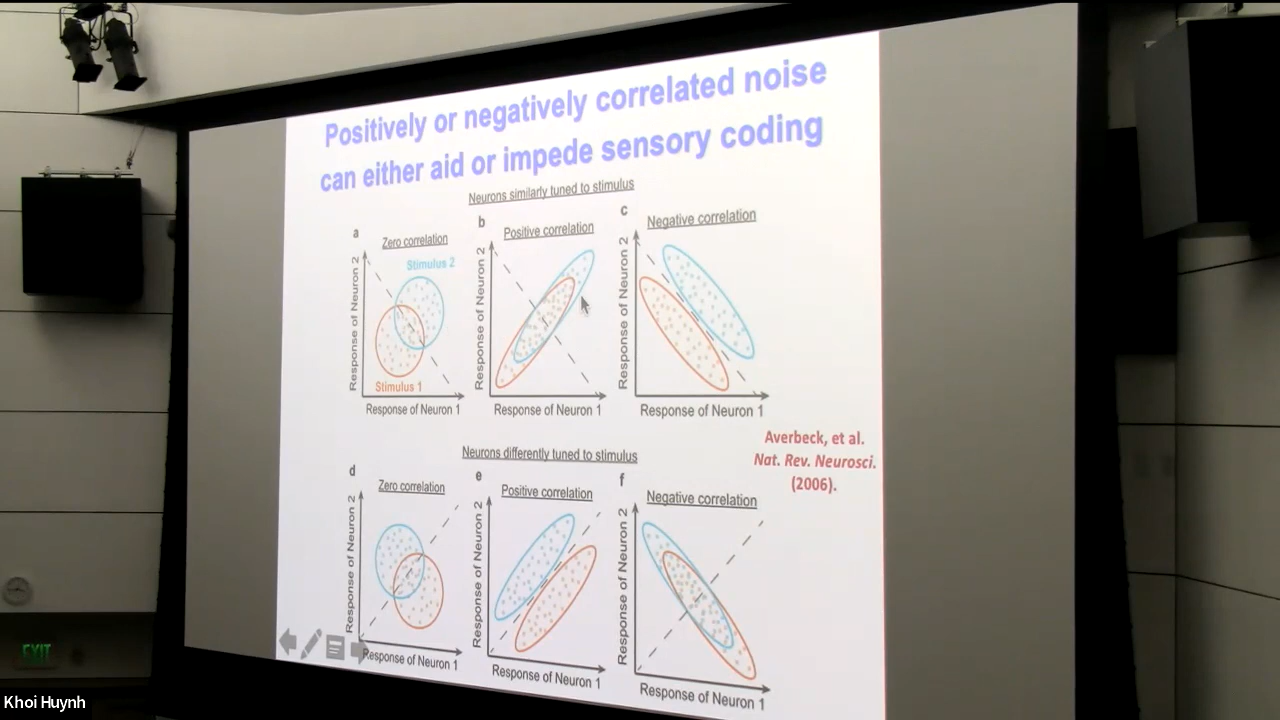 Positively or negatively correlated noise
can either aid or impede sensory coding
Neurons similarly tuned to stimulus
a
Zero correlation
Stimulus 2
Stimulus 1
Response of Neuron 2
Response of Neuron 1
b
Positive correlation
Response of Neuron 2
Response of Neuron 1
c
Negative correlation
Response of Neuron 2
Response of Neuron 1
Averbeck, et al.
Nat. Rev. Neurosci.
(2006).
Neurons differently tuned to stimulus
d
Zero correlation
Response of Neuron 2
Response of Neuron 1
e
Positive correlation
Response of Neuron 2
Response of Neuron 1
f
Negative correlation
Response of Neuron 2
Response of Neuron 1
EXIT
Khoi Huynh